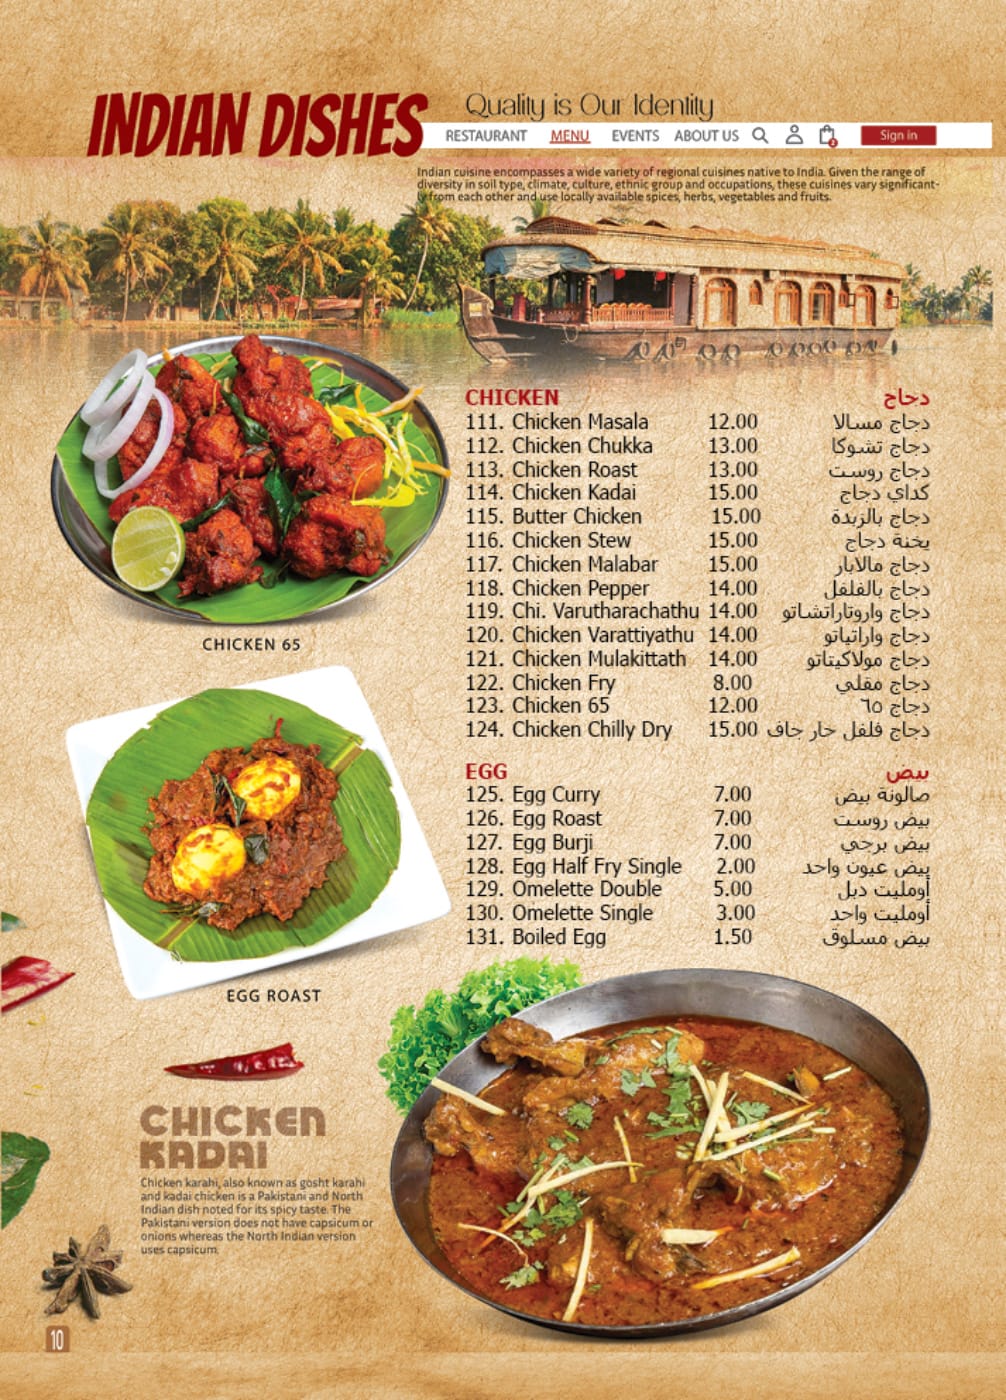 INDIAN DISHES
Quality is Our Identity
RESTAURANT MENU EVENTS ABOUT US 2 Sign in
Indian cuisine encompasses a wide variety of regional cuisines native to India. Given the range of
diversity in soil type, climate, culture, ethnic group and occupations, these cuisines vary significant-
ly from each other and use locally available spices, herbs, vegetables and fruits.
CHICKEN دجاج
111. Chicken Masala 12.00 دجاج مسالا
112. Chicken Chukka 13.00 دجاج تشوكا
113. Chicken Roast 13.00 دجاج روست
114. Chicken Kadai 15.00 كداي دجاج
115. Butter Chicken 15.00 دجاج بالزبدة
116. Chicken Stew 15.00 يخنة دجاج
117. Chicken Malabar 15.00 دجاج مالابار
118. Chicken Pepper 14.00 دجاج بالفلفل
119. Chi. Varutharachathu 14.00 دجاج واروتاراتشاتو
120. Chicken Varattiyathu 14.00 دجاج واراتياتو
121. Chicken Mulakittath 14.00 دجاج مولاكيتاتو
122. Chicken Fry 8.00 دجاج مقلي
123. Chicken 65 12.00 دجاج ٦٥
124. Chicken Chilly Dry 15.00 دجاج فلفل حار جاف
CHICKEN 65
EGG بيض
125. Egg Curry 7.00 صالونة بيض
126. Egg Roast 7.00 بيض روست
127. Egg Burji 7.00 بيض برجي
128. Egg Half Fry Single 2.00 بيض عيون واحد
129. Omelette Double 5.00 أومليت دبل
130. Omelette Single 3.00 أومليت واحد
131. Boiled Egg 1.50 بيض مسلوق
EGG ROAST
CHICKEN
KADAI
Chicken karahi, also known as gosht karahi
and kadai chicken is a Pakistani and North
Indian dish noted for its spicy taste. The
Pakistani version does not have capsicum or
onions whereas the North Indian version
uses capsicum.
10